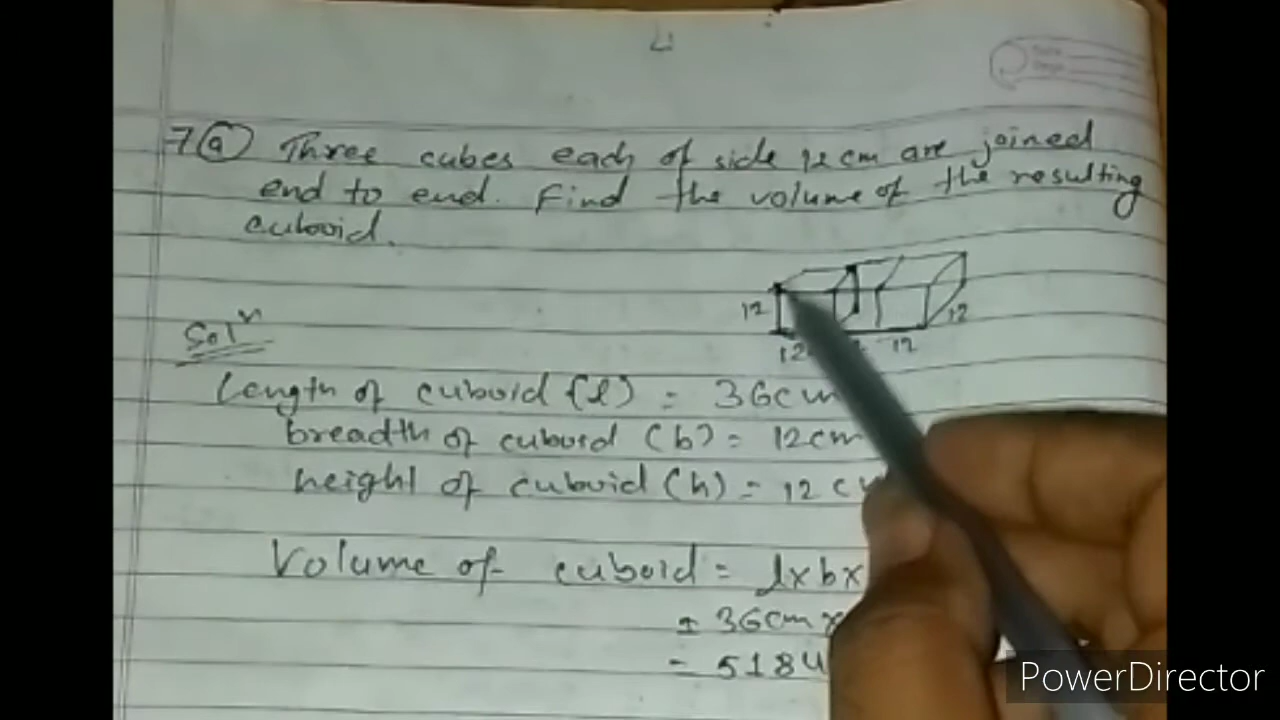 7 (a) Three cubes each of side 12 cm are joined
end to end. Find the volume of the resulting
cuboid.
12
12
12 12
Solⁿ
Length of cuboid (l) = 36cm
breadth of cuboid (b) = 12cm
height of cuboid (h) = 12 c
Volume of cuboid = l×b×
= 36cm ×
= 5184
PowerDirector